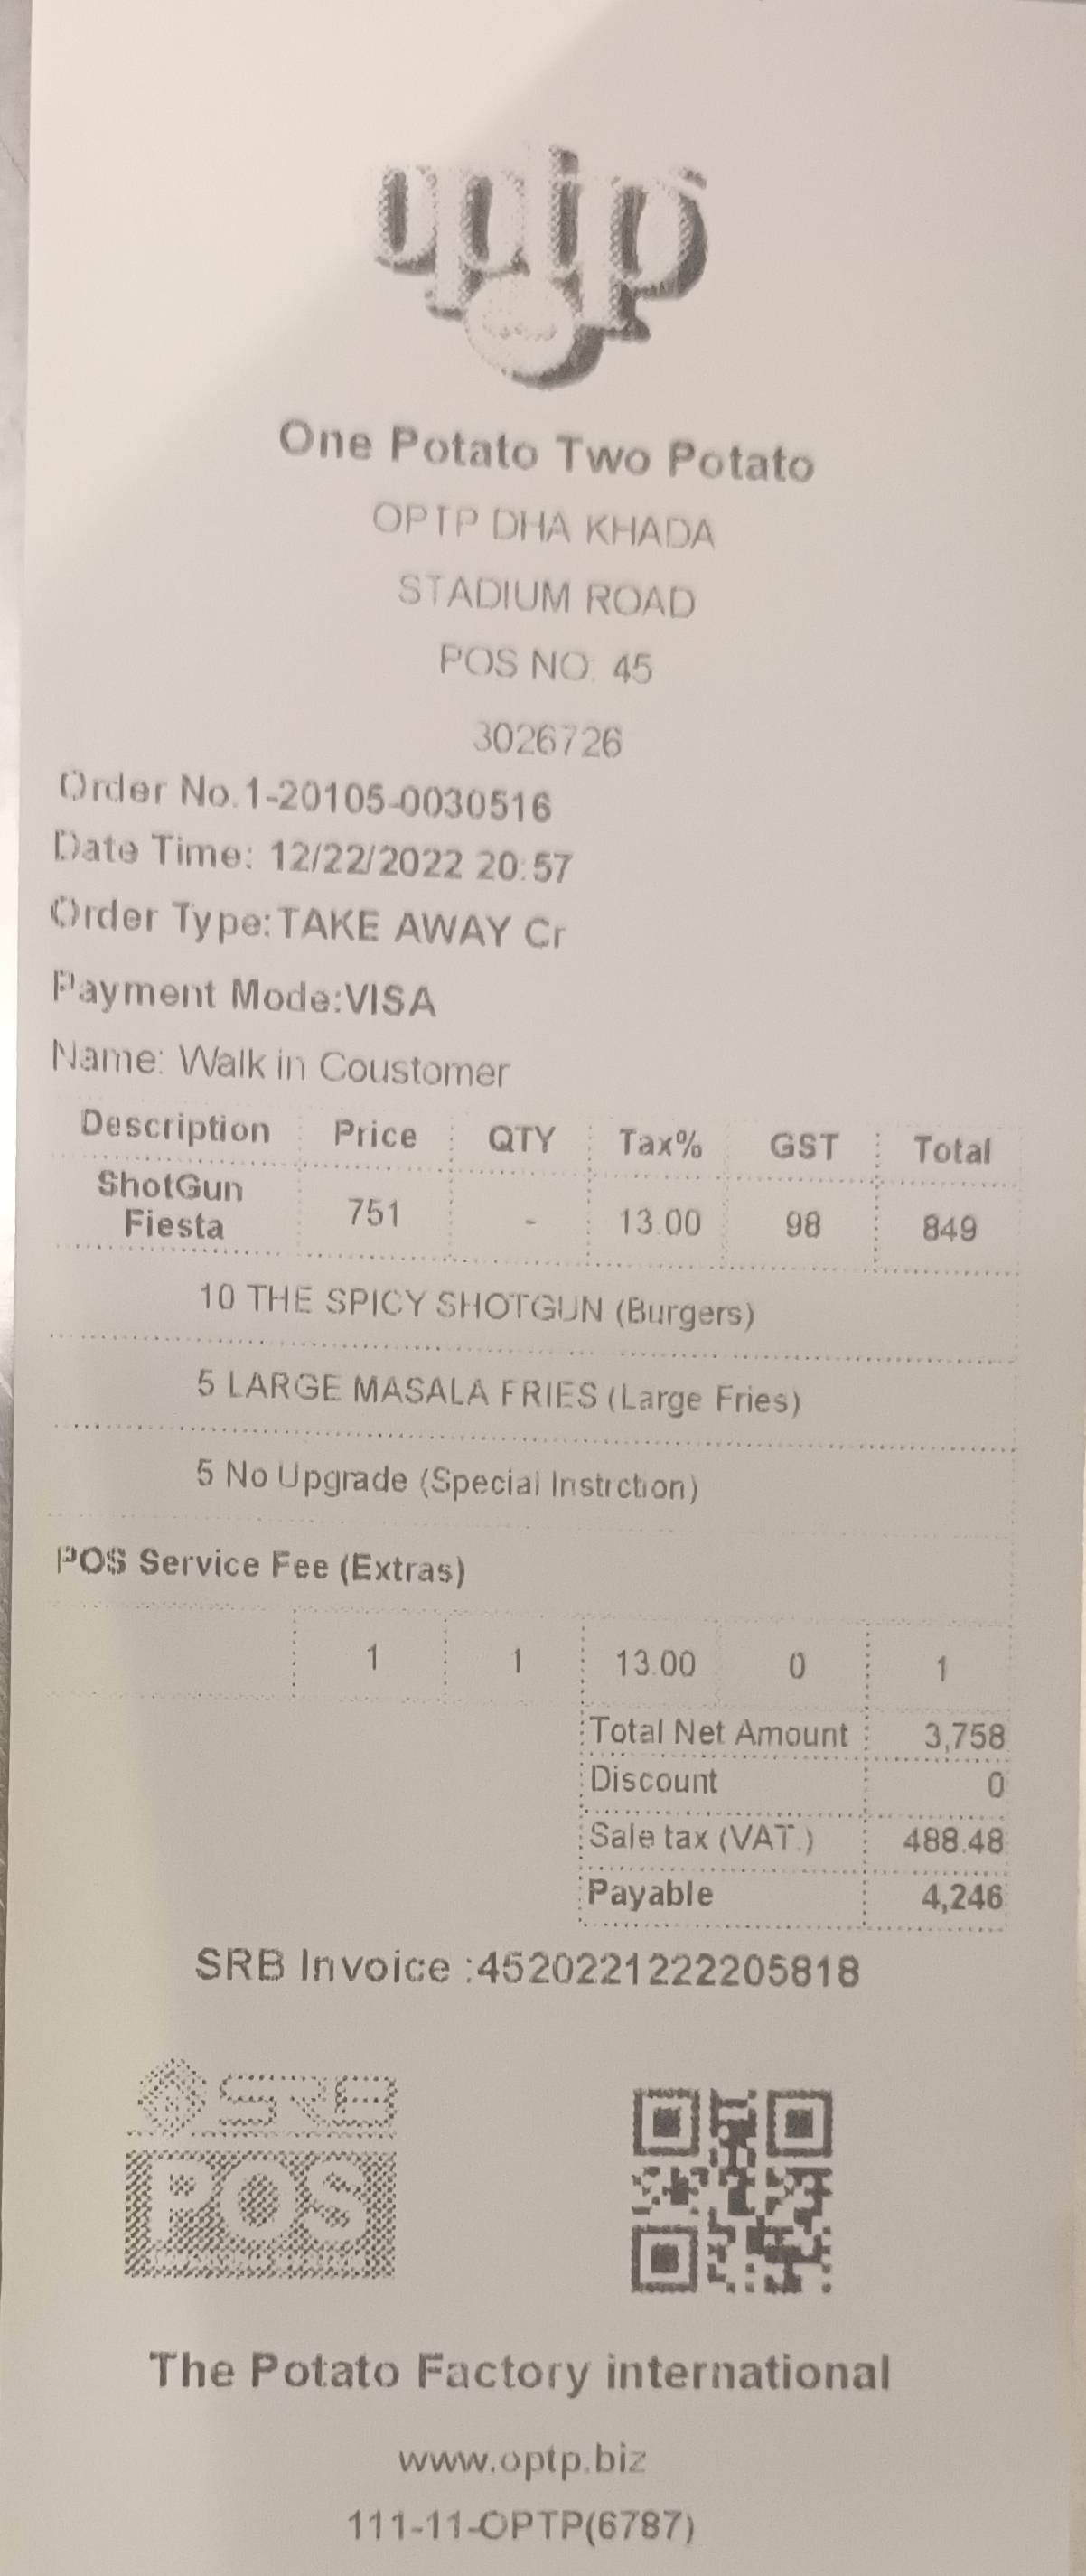 optp
One Potato Two Potato
OPTP DHA KHADA
STADIUM ROAD
POS NO: 45
3026726
Order No.1-20105-0030516
Date Time: 12/22/2022 20:57
Order Type:TAKE AWAY Cr
Payment Mode:VISA
Name: Walk in Coustomer
Description Price QTY Tax% GST Total
ShotGun
Fiesta 751 - 13.00 98 849
10 THE SPICY SHOTGUN (Burgers)
5 LARGE MASALA FRIES (Large Fries)
5 No Upgrade (Special Instrction)
POS Service Fee (Extras)
1 1 13.00 0 1
Total Net Amount 3,758
Discount 0
Sale tax (VAT.) 488.48
Payable 4,246
SRB Invoice :4520221222205818
SRB
POS
The Potato Factory international
www.optp.biz
111-11-OPTP(6787)